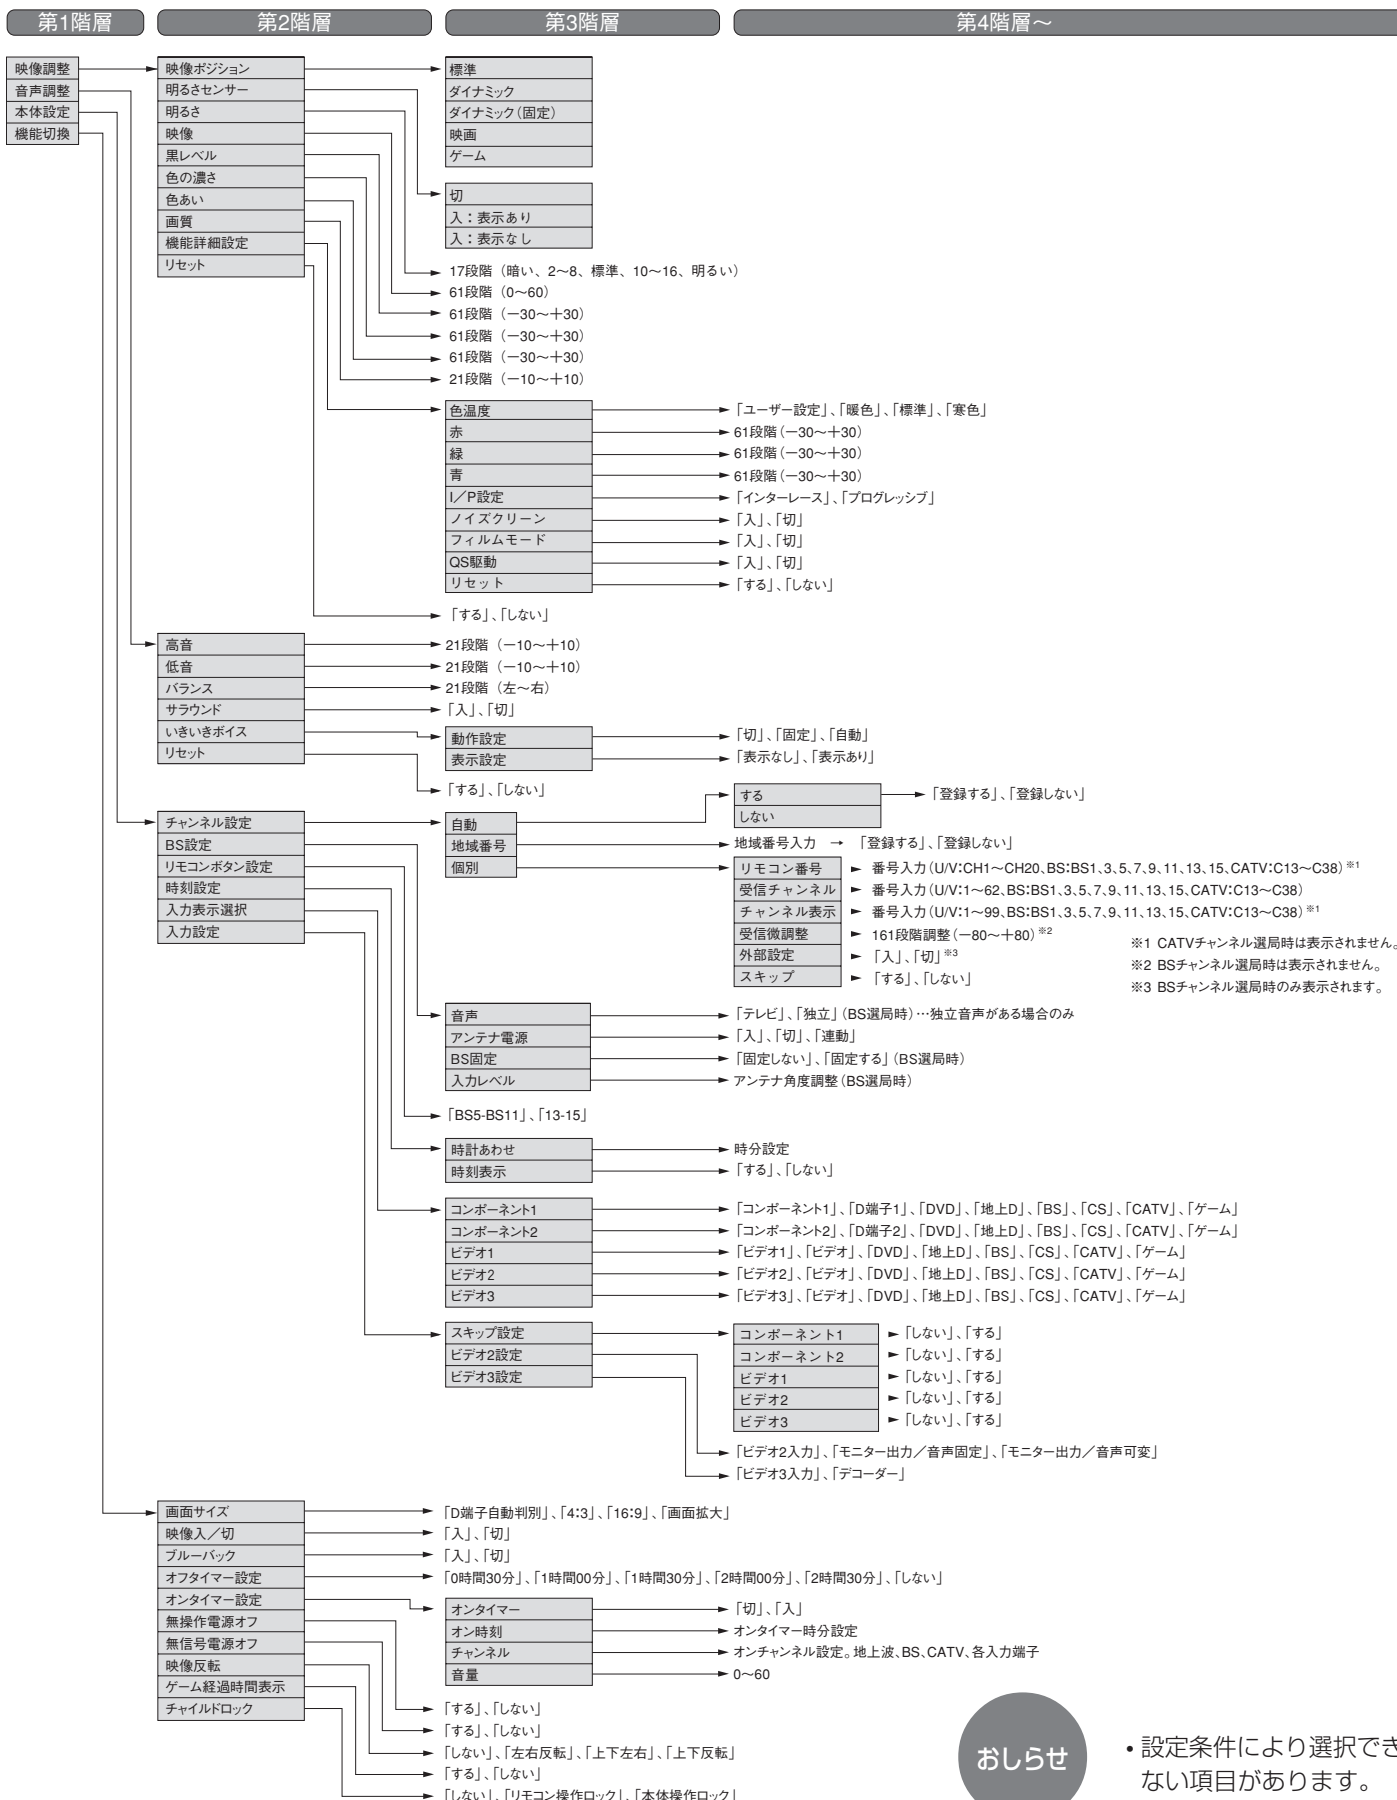 第1階層
第2階層
第3階層
第4階層～
映像調整
音声調整
本体設定
機能切換
映像ポジション
明るさセンサー
明るさ
映像
黒レベル
色の濃さ
色あい
画質
機能詳細設定
リセット
標準
ダイナミック
ダイナミック（固定）
映画
ゲーム
切
入：表示あり
入：表示なし
17段階（暗い、2～8、標準、10～16、明るい）
61段階（0～60）
61段階（－30～＋30）
61段階（－30～＋30）
61段階（－30～＋30）
21段階（－10～＋10）
色温度 「ユーザー設定」、「暖色」、「標準」、「寒色」
赤 61段階（－30～＋30）
緑 61段階（－30～＋30）
青 61段階（－30～＋30）
I／P設定 「インターレース」、「プログレッシブ」
ノイズクリーン 「入」、「切」
フィルムモード 「入」、「切」
QS駆動 「入」、「切」
リセット 「する」、「しない」
「する」、「しない」
高音 21段階（－10～＋10）
低音 21段階（－10～＋10）
バランス 21段階（左～右）
サラウンド 「入」、「切」
いきいきボイス
リセット
動作設定 「切」、「固定」、「自動」
表示設定 「表示なし」、「表示あり」
「する」、「しない」
チャンネル設定
BS設定
リモコンボタン設定
時刻設定
入力表示選択
入力設定
自動
地域番号
個別
する 「登録する」、「登録しない」
しない
地域番号入力 → 「登録する」、「登録しない」
リモコン番号 番号入力（U/V:CH1～CH20、BS:BS1、3、5、7、9、11、13、15、CATV:C13～C38）※1
受信チャンネル 番号入力（U/V:1～62、BS:BS1、3、5、7、9、11、13、15、CATV:C13～C38）
チャンネル表示 番号入力（U/V:1～99、BS:BS1、3、5、7、9、11、13、15、CATV:C13～C38）※1
受信微調整 161段階調整（－80～＋80）※2
外部設定 「入」、「切」※3
スキップ 「する」、「しない」
※1 CATVチャンネル選局時は表示されません。
※2 BSチャンネル選局時は表示されません。
※3 BSチャンネル選局時のみ表示されます。
音声 「テレビ」、「独立」（BS選局時）…独立音声がある場合のみ
アンテナ電源 「入」、「切」、「連動」
BS固定 「固定しない」、「固定する」（BS選局時）
入力レベル アンテナ角度調整（BS選局時）
「BS5-BS11」、「13-15」
時計あわせ 時分設定
時刻表示 「する」、「しない」
コンポーネント1 「コンポーネント1」、「D端子1」、「DVD」、「地上D」、「BS」、「CS」、「CATV」、「ゲーム」
コンポーネント2 「コンポーネント2」、「D端子2」、「DVD」、「地上D」、「BS」、「CS」、「CATV」、「ゲーム」
ビデオ1 「ビデオ1」、「ビデオ」、「DVD」、「地上D」、「BS」、「CS」、「CATV」、「ゲーム」
ビデオ2 「ビデオ2」、「ビデオ」、「DVD」、「地上D」、「BS」、「CS」、「CATV」、「ゲーム」
ビデオ3 「ビデオ3」、「ビデオ」、「DVD」、「地上D」、「BS」、「CS」、「CATV」、「ゲーム」
スキップ設定
ビデオ2設定
ビデオ3設定
コンポーネント1 「しない」、「する」
コンポーネント2 「しない」、「する」
ビデオ1 「しない」、「する」
ビデオ2 「しない」、「する」
ビデオ3 「しない」、「する」
「ビデオ2入力」、「モニター出力／音声固定」、「モニター出力／音声可変」
「ビデオ3入力」、「デコーダー」
画面サイズ 「D端子自動判別」、「4:3」、「16:9」、「画面拡大」
映像入／切 「入」、「切」
ブルーバック 「入」、「切」
オフタイマー設定 「0時間30分」、「1時間00分」、「1時間30分」、「2時間00分」、「2時間30分」、「しない」
オンタイマー設定
無操作電源オフ
無信号電源オフ
映像反転
ゲーム経過時間表示
チャイルドロック
オンタイマー 「切」、「入」
オン時刻 オンタイマー時分設定
チャンネル オンチャンネル設定。地上波、BS、CATV、各入力端子
音量 0～60
「する」、「しない」
「する」、「しない」
「しない」、「左右反転」、「上下左右」、「上下反転」
「する」、「しない」
「しない」、「リモコン操作ロック」、「本体操作ロック」
おしらせ
・設定条件により選択でき
ない項目があります。